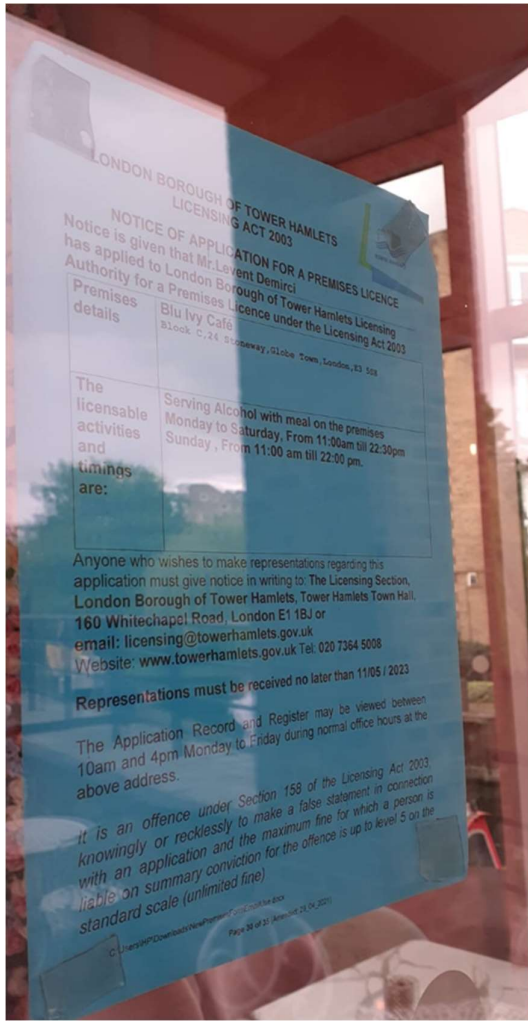 LONDON BOROUGH OF TOWER HAMLETS
LICENSING ACT 2003
NOTICE OF APPLICATION FOR A PREMISES LICENCE
Notice is given that Mr.Levent Demirci
has applied to London Borough of Tower Hamlets Licensing
Authority for a Premises Licence under the Licensing Act 2003
Premises
details
Blu Ivy Café
Block C,24 Stoneway,Globe Town,London,E3
The
licensable
activities
and
timings
are:
Serving Alcohol with meal on the premises
Monday to Saturday, From 11:00am till 22:30pm
Sunday , From 11:00 am till 22:00 pm.
Anyone who wishes to make representations regarding this
application must give notice in writing to: The Licensing Section,
London Borough of Tower Hamlets, Tower Hamlets Town Hall,
160 Whitechapel Road, London E1 1BJ or
email: licensing@towerhamlets.gov.uk
Website: www.towerhamlets.gov.uk Tel: 020 7364 5008
Representations must be received no later than 11/05 / 2023
The Application Record and Register may be viewed between
10am and 4pm Monday to Friday during normal office hours at the
above address.
It is an offence under Section 158 of the Licensing Act 2003,
knowingly or recklessly to make a false statement in connection
with an application and the maximum fine for which a person is
liable on summary conviction for the offence is up to level 5 on the
standard scale (unlimited fine)